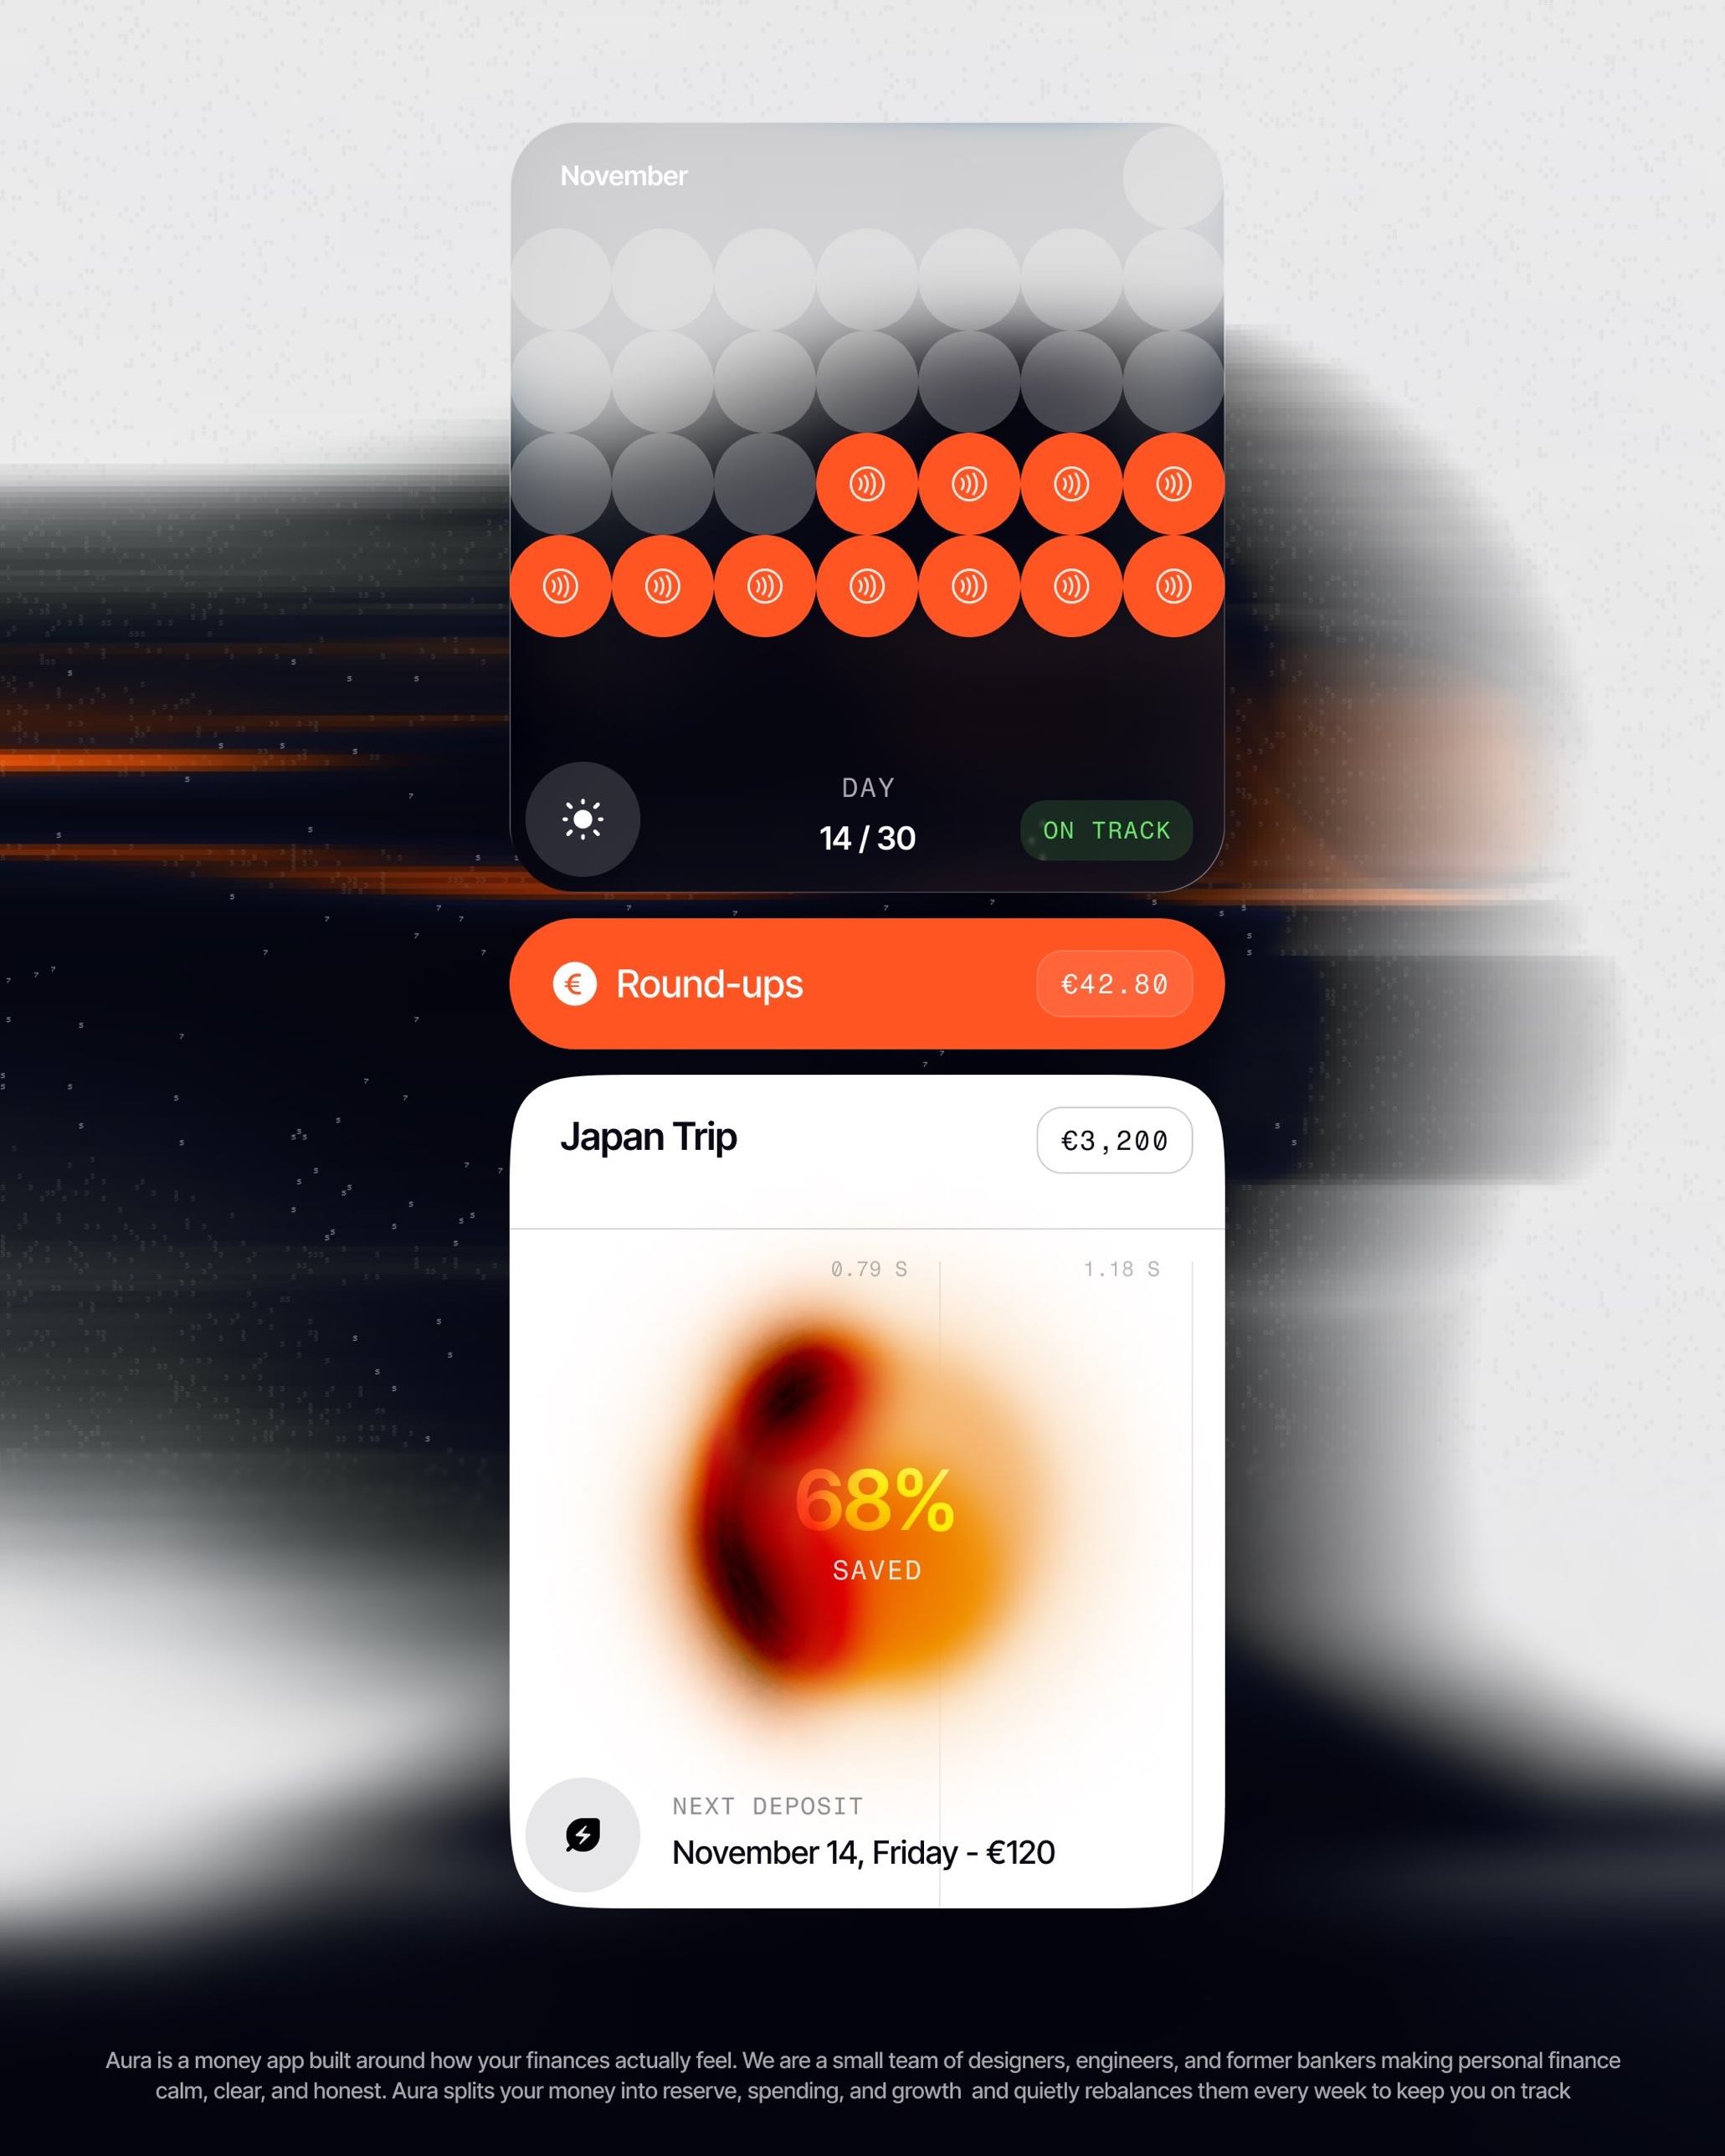 November
DAY
14 / 30
ON TRACK
€ Round-ups
€42.80
Japan Trip
€3,200
0.79 S
1.18 S
68%
SAVED
NEXT DEPOSIT
November 14, Friday - €120
Aura is a money app built around how your finances actually feel. We are a small team of designers, engineers, and former bankers making personal finance
calm, clear, and honest. Aura splits your money into reserve, spending, and growth  and quietly rebalances them every week to keep you on track